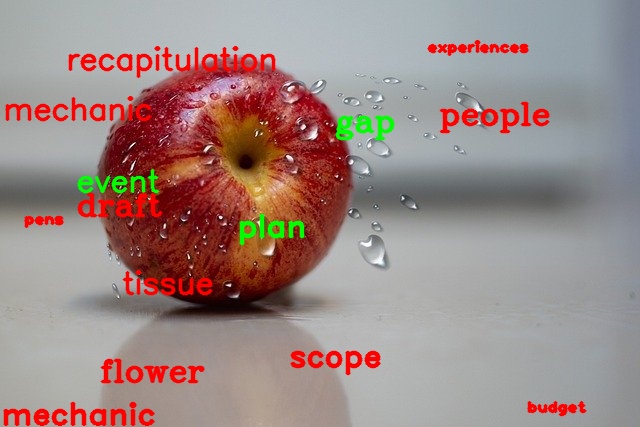 experiences
recapitulation
mechanic
people
gap
event
draft
pens
plan
tissue
scope
flower
budget
mechanic